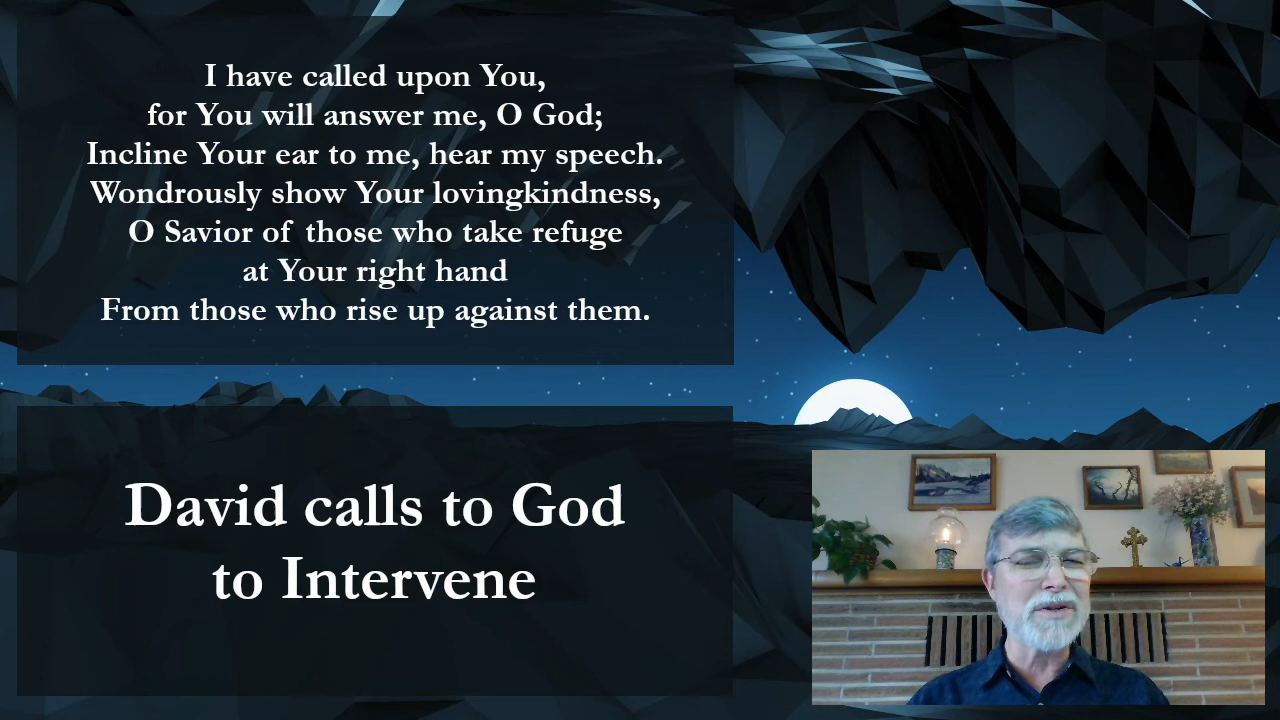 I have called upon You,
for You will answer me, O God;
Incline Your ear to me, hear my speech.
Wondrously show Your lovingkindness,
O Savior of those who take refuge
at Your right hand
From those who rise up against them.
David calls to God
to Intervene